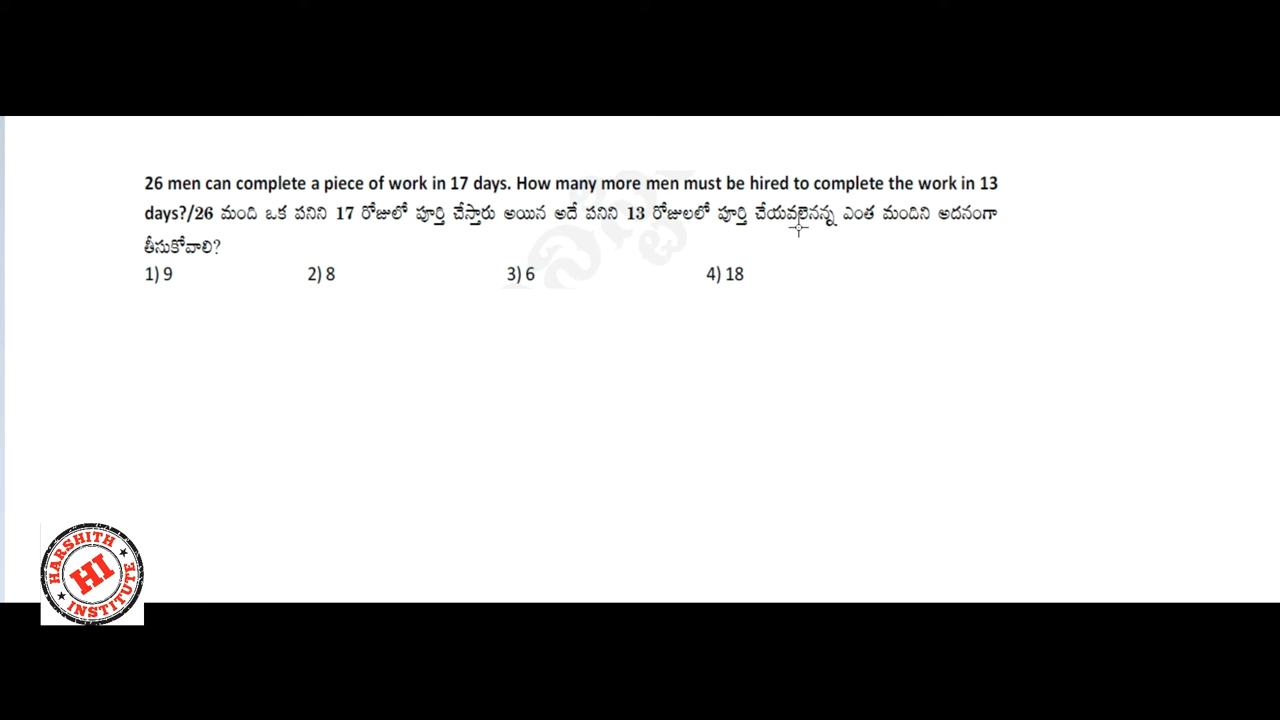 26 men can complete a piece of work in 17 days. How many more men must be hired to complete the work in 13
days?/26 మంది ఒక పనిని 17 రోజులో పూర్తి చేస్తారు అయిన అదే పనిని 13 రోజులలో పూర్తి చేయవలెనన్న ఎంత మందిని అదనంగా
తీసుకోవాలి?
1) 9 2) 8 3) 6 4) 18
HARSHITH
HI
INSTITUTE